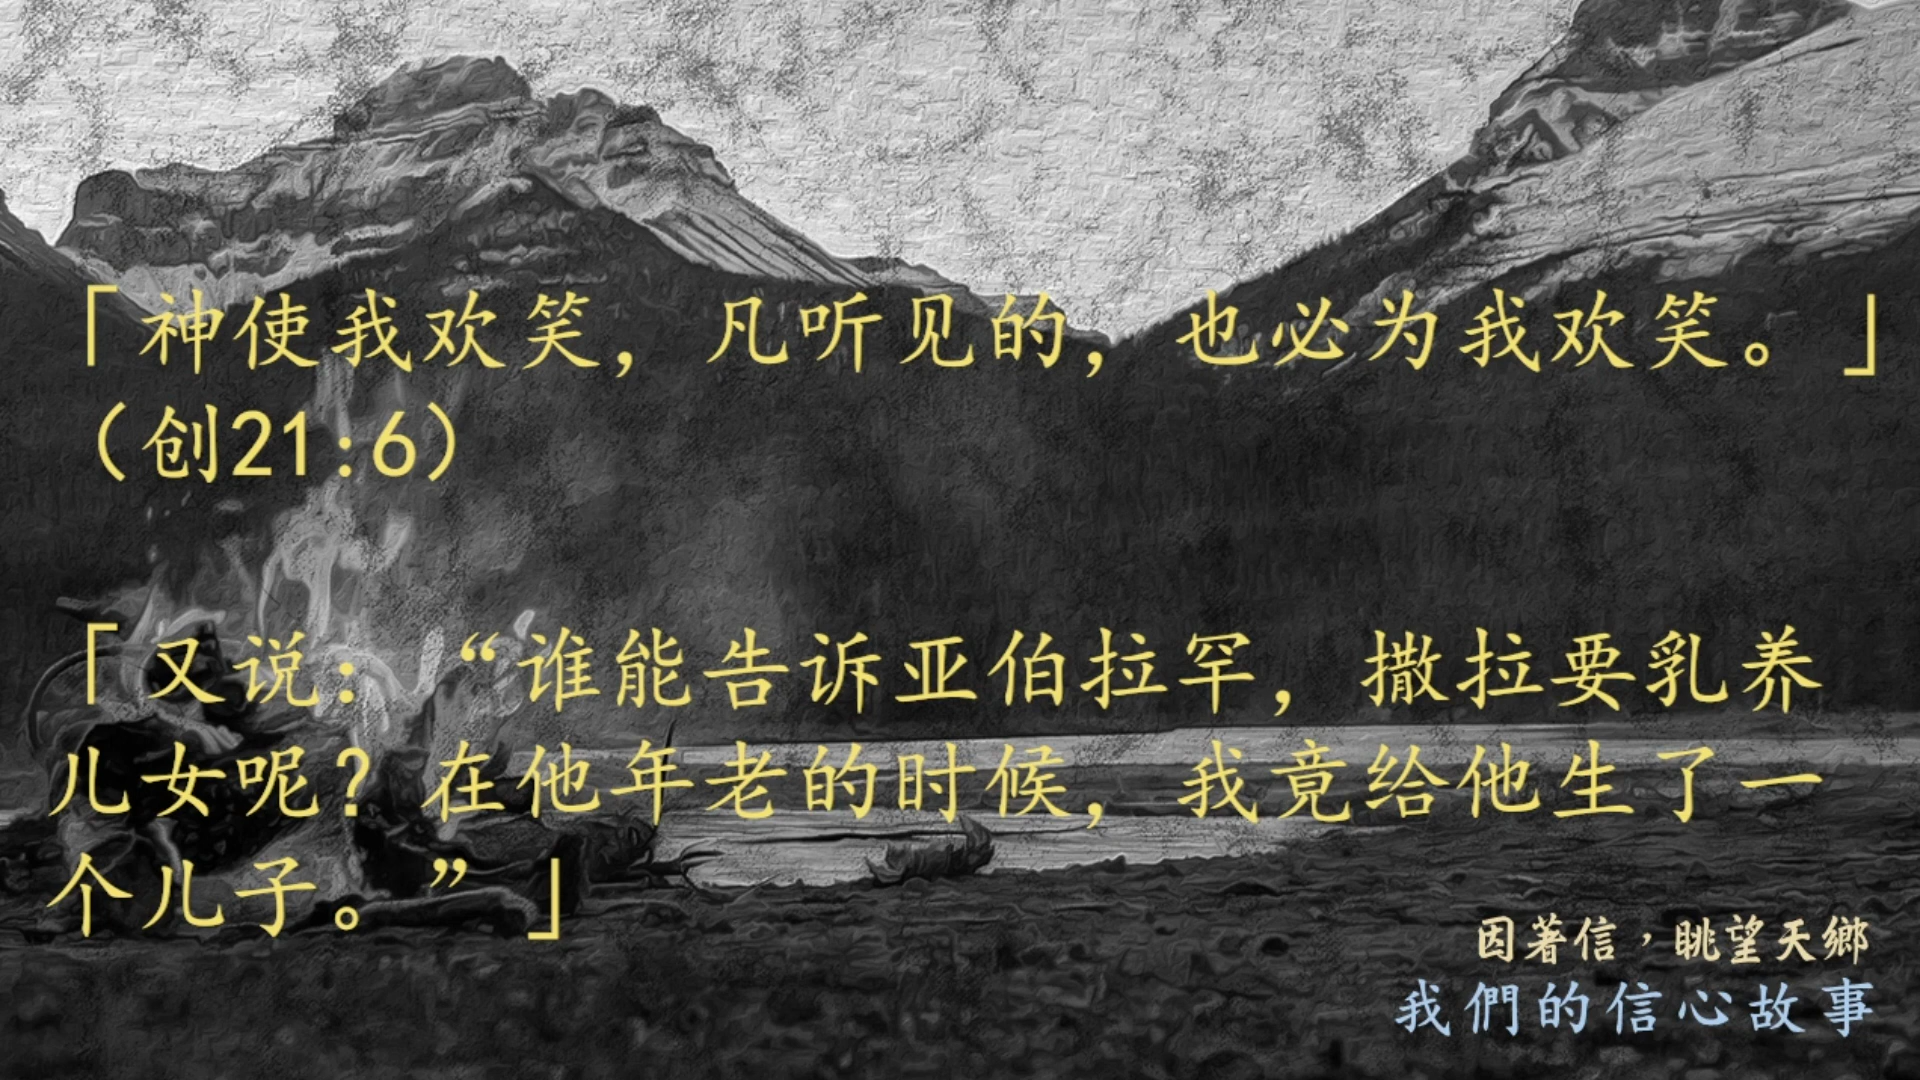 「神使我欢笑，凡听见的，也必为我欢笑。」
（创21:6）
「又说：“谁能告诉亚伯拉罕，撒拉要乳养
儿女呢？在他年老的时候，我竟给他生了一
个儿子。”」
因著信，眺望天鄉
我們的信心故事